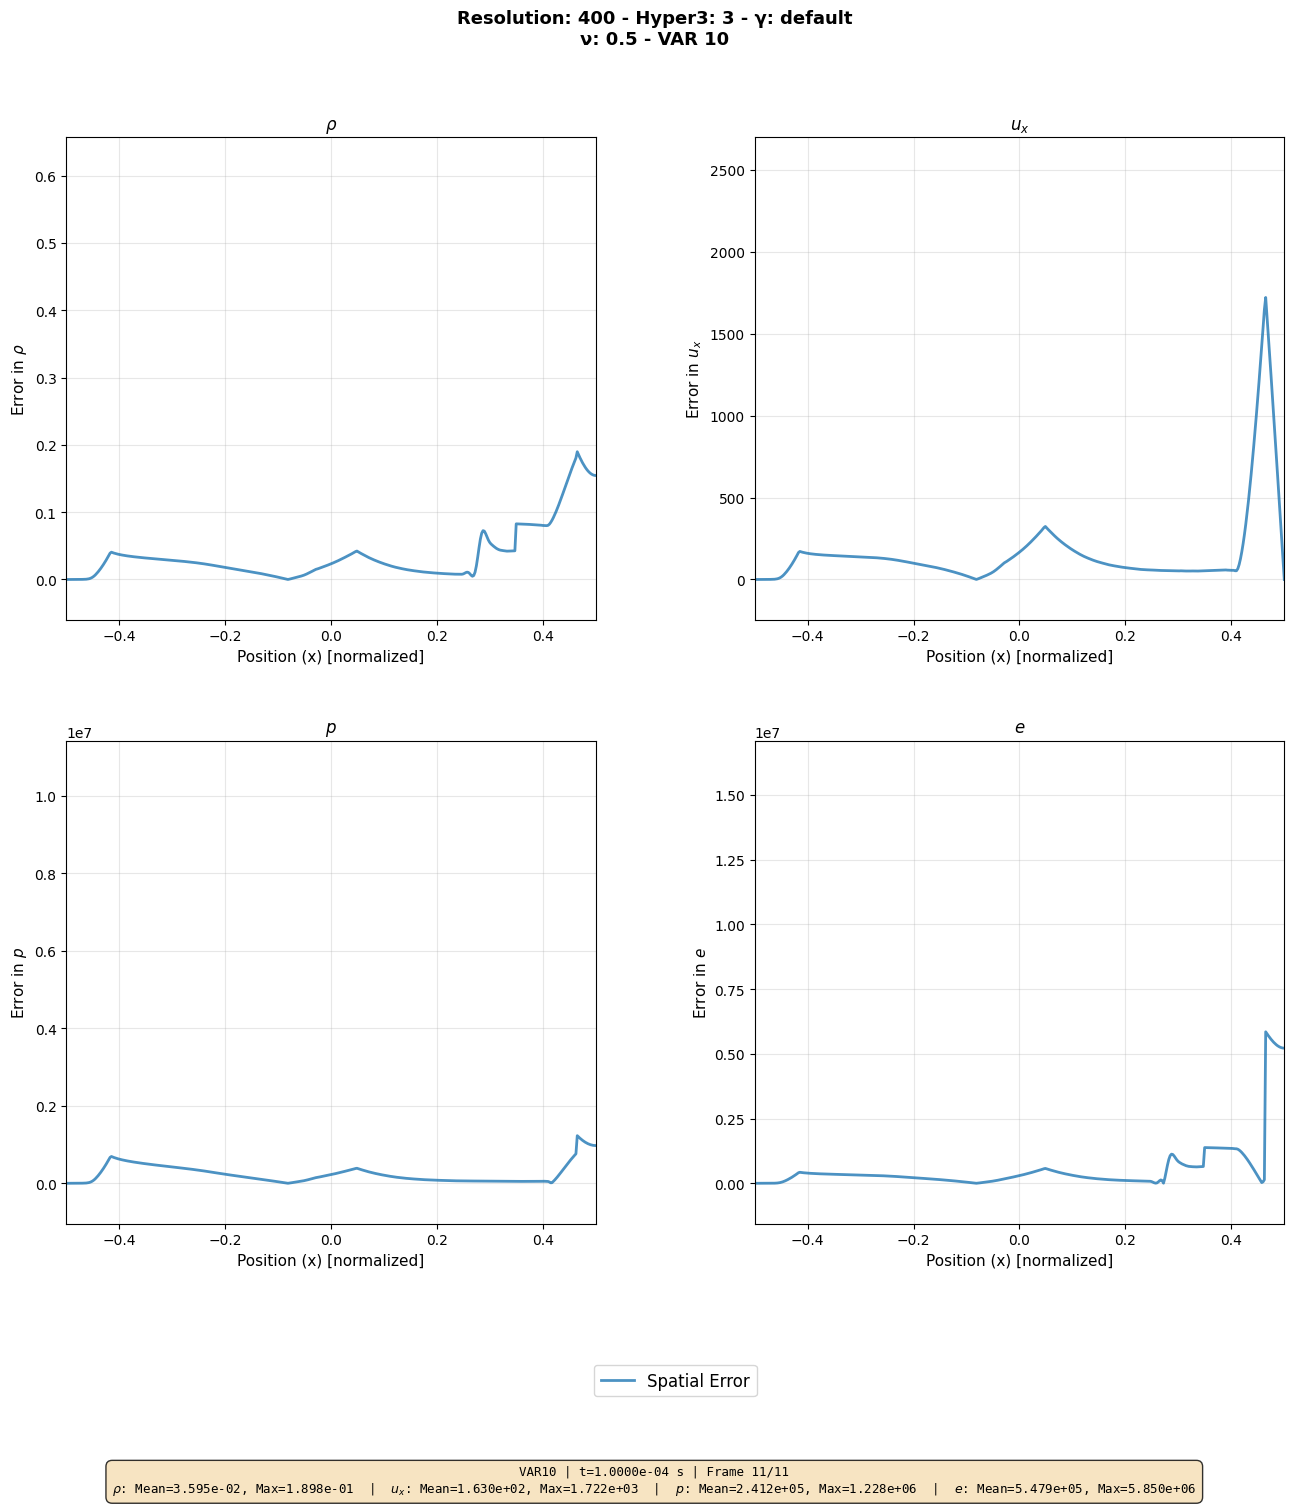 Resolution: 400 - Hyper3: 3 - γ: default
ν: 0.5 - VAR 10
ρ
0.6
0.5
0.4
0.3
0.2
0.1
0.0
Error in ρ
−0.4 −0.2 0.0 0.2 0.4
Position (x) [normalized]
uₓ
2500
2000
1500
1000
500
0
Error in uₓ
−0.4 −0.2 0.0 0.2 0.4
Position (x) [normalized]
p
1e7
1.0
0.8
0.6
0.4
0.2
0.0
Error in p
−0.4 −0.2 0.0 0.2 0.4
Position (x) [normalized]
e
1e7
1.50
1.25
1.00
0.75
0.50
0.25
0.00
Error in e
−0.4 −0.2 0.0 0.2 0.4
Position (x) [normalized]
Spatial Error
VAR10 | t=1.0000e-04 s | Frame 11/11
ρ: Mean=3.595e-02, Max=1.898e-01 | uₓ: Mean=1.630e+02, Max=1.722e+03 | p: Mean=2.412e+05, Max=1.228e+06 | e: Mean=5.479e+05, Max=5.850e+06